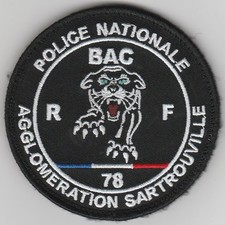 POLICE NATIONALE
BAC
R F
78
AGGLOMERATION SARTROUVILLE